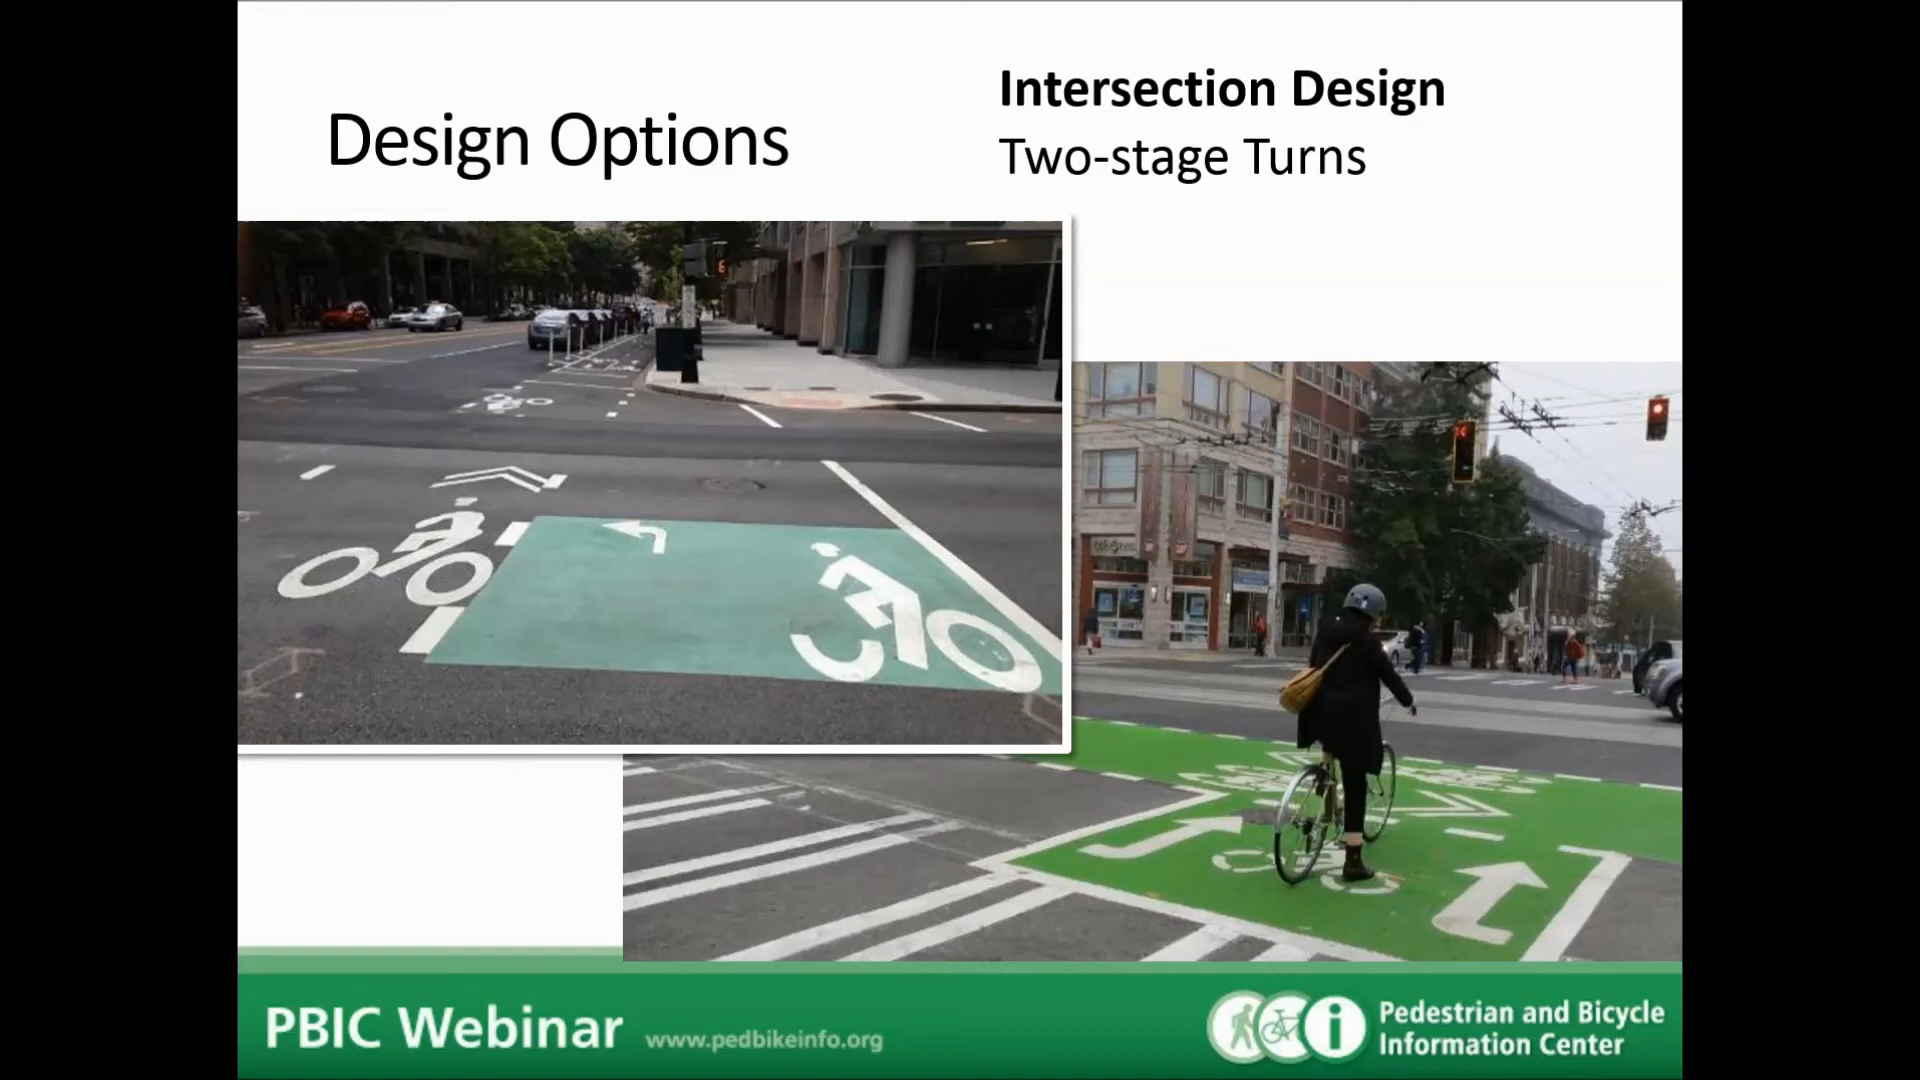 Design Options
Intersection Design
Two-stage Turns
PBIC Webinar
www.pedbikeinfo.org
Pedestrian and Bicycle
Information Center